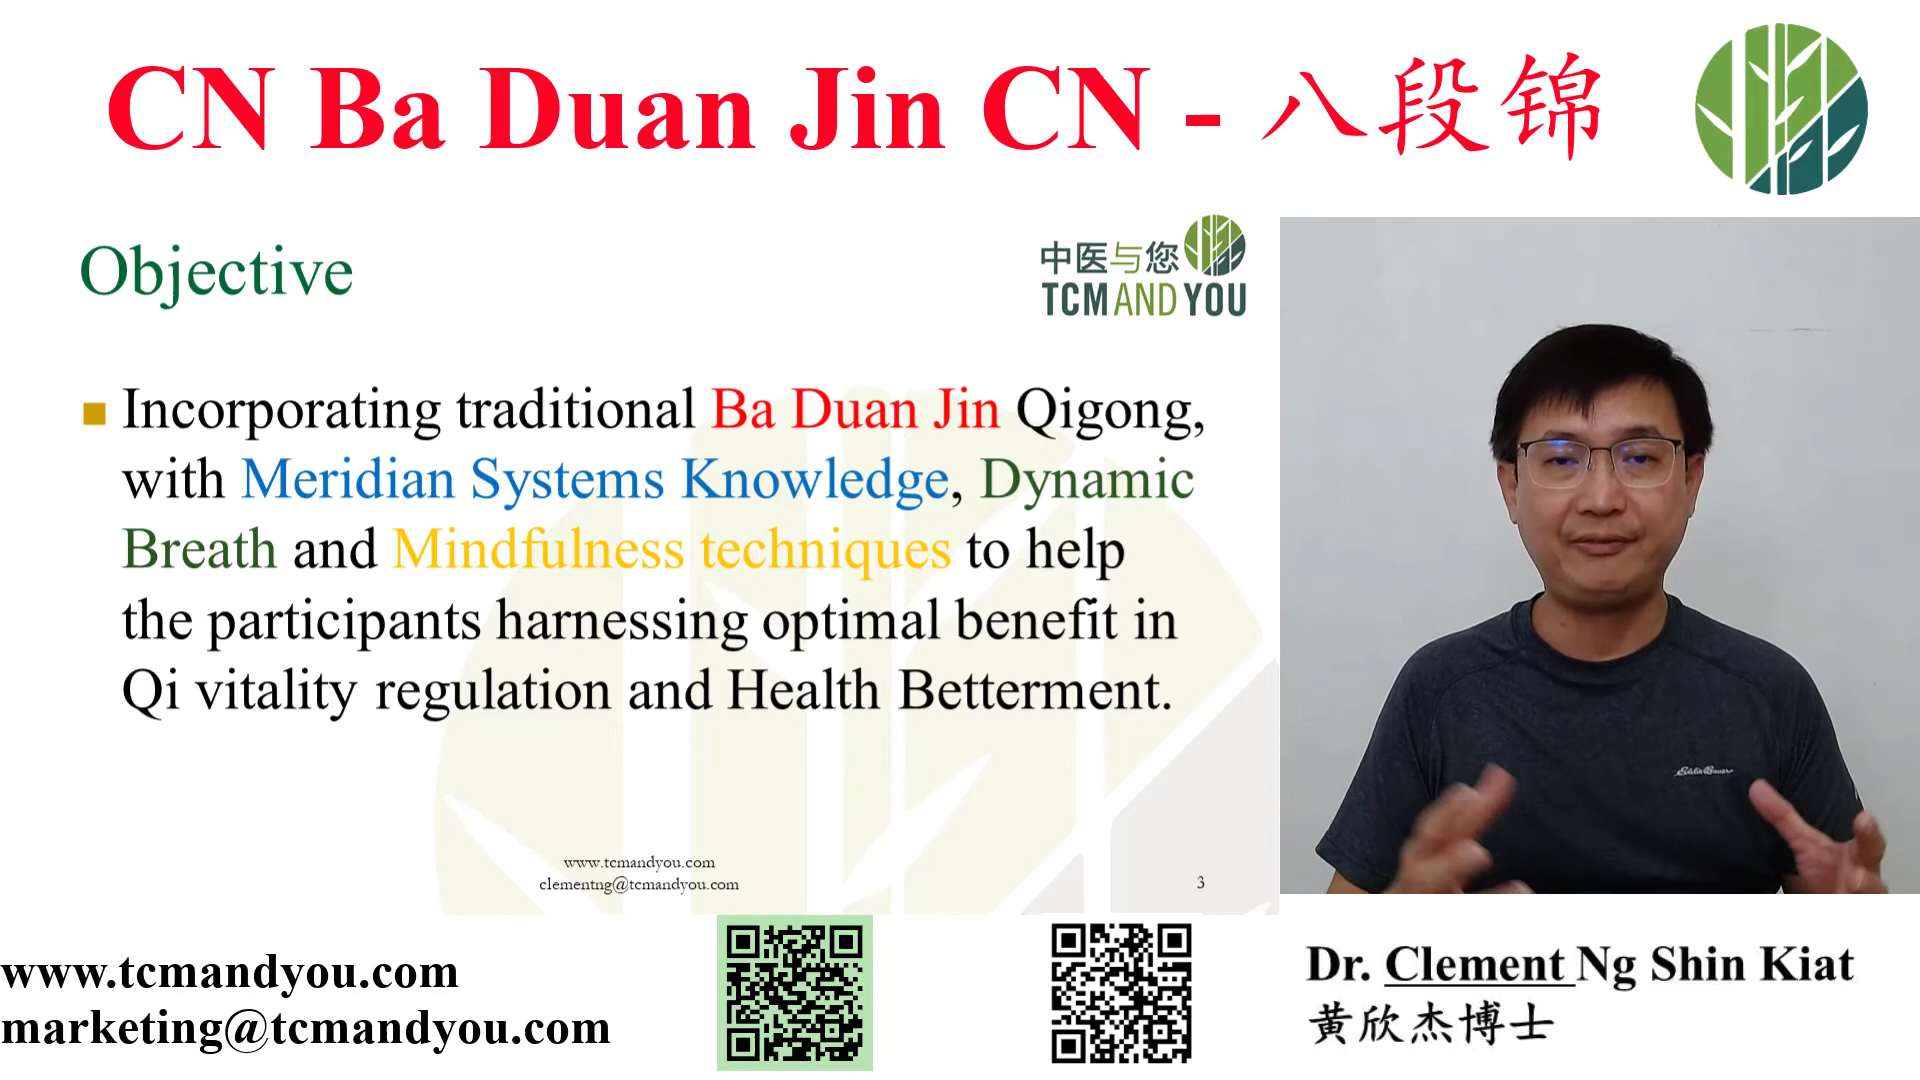 CN Ba Duan Jin CN - 八段锦
Objective
中医与您
TCM AND YOU
Incorporating traditional Ba Duan Jin Qigong,
with Meridian Systems Knowledge, Dynamic
Breath and Mindfulness techniques to help
the participants harnessing optimal benefit in
Qi vitality regulation and Health Betterment.
Eddie Bauer
www.tcmandyou.com
clementng@tcmandyou.com
3
www.tcmandyou.com
marketing@tcmandyou.com
Dr. Clement Ng Shin Kiat
黄欣杰博士